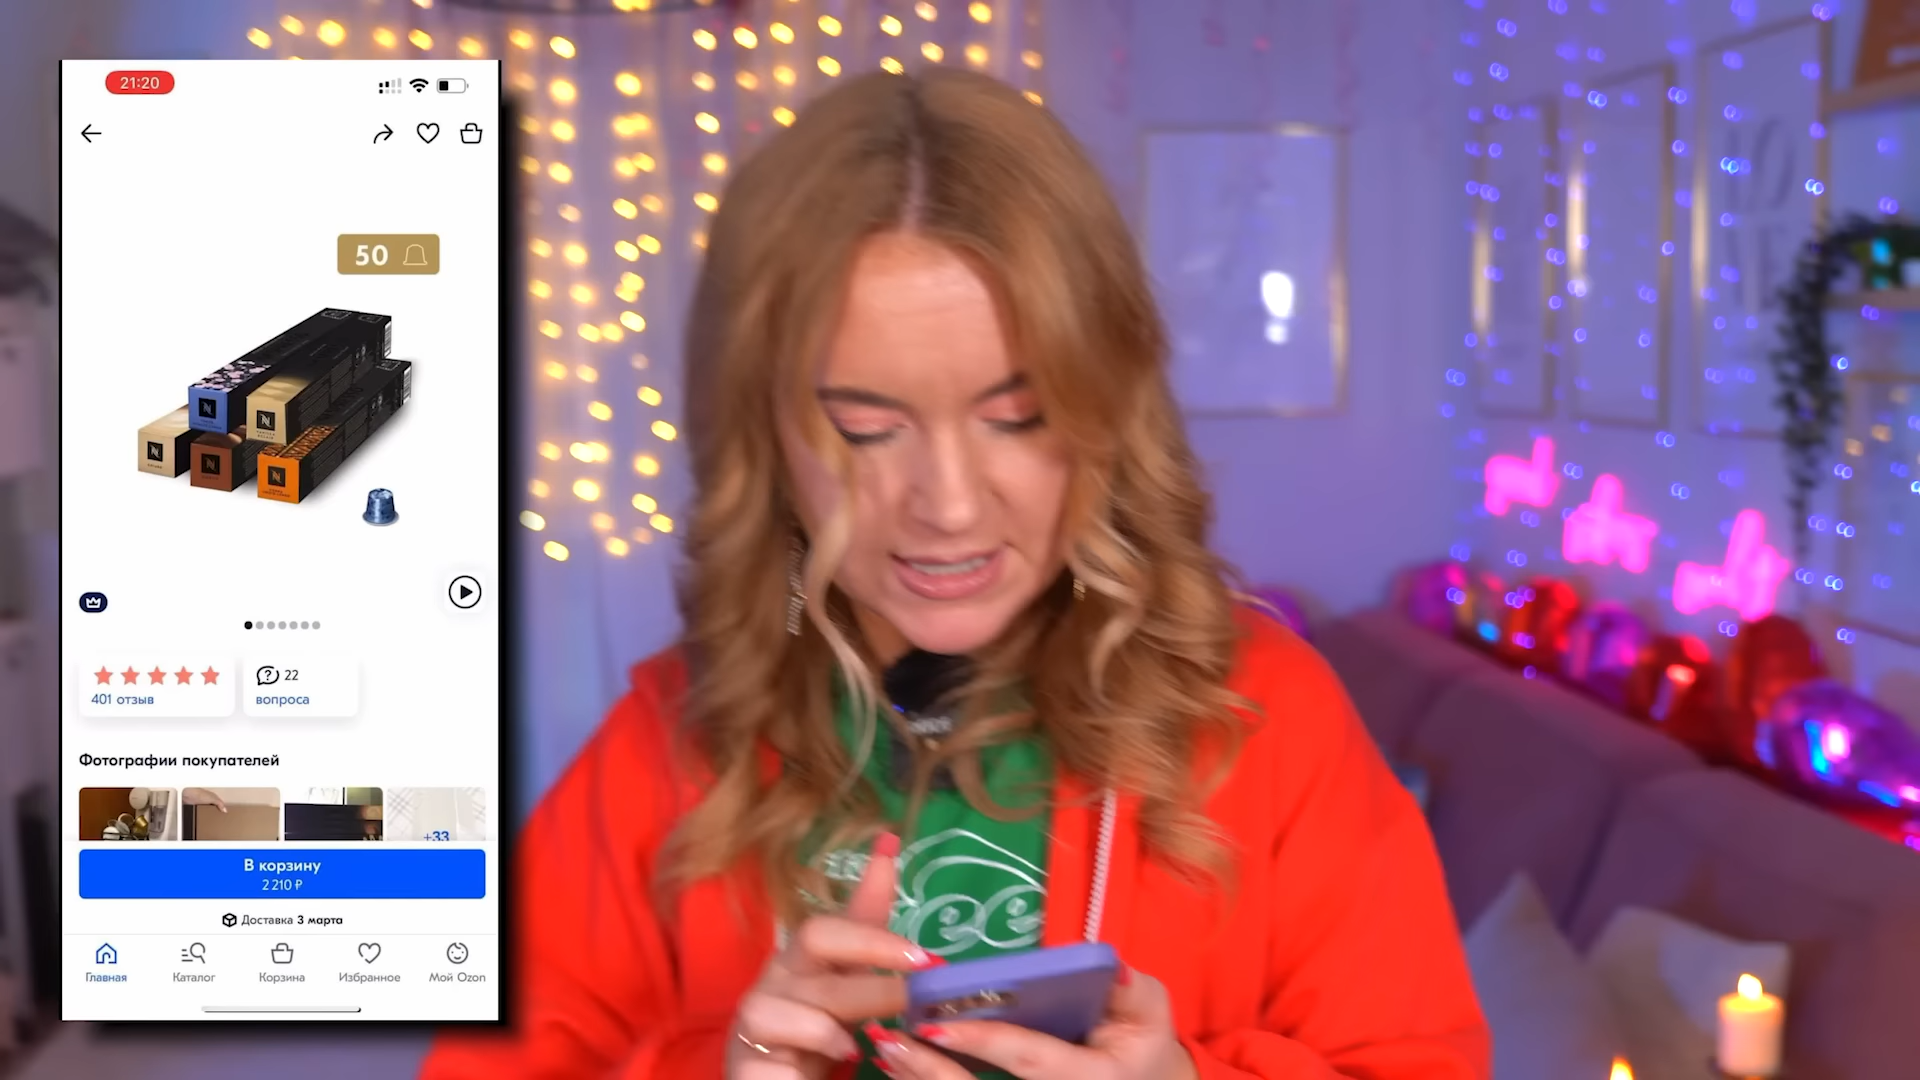 21:20
50
401 отзыв
22
вопроса
Фотографии покупателей
+33
В корзину
2 210 ₽
Доставка 3 марта
Главная
Каталог
Корзина
Избранное
Мой Ozon